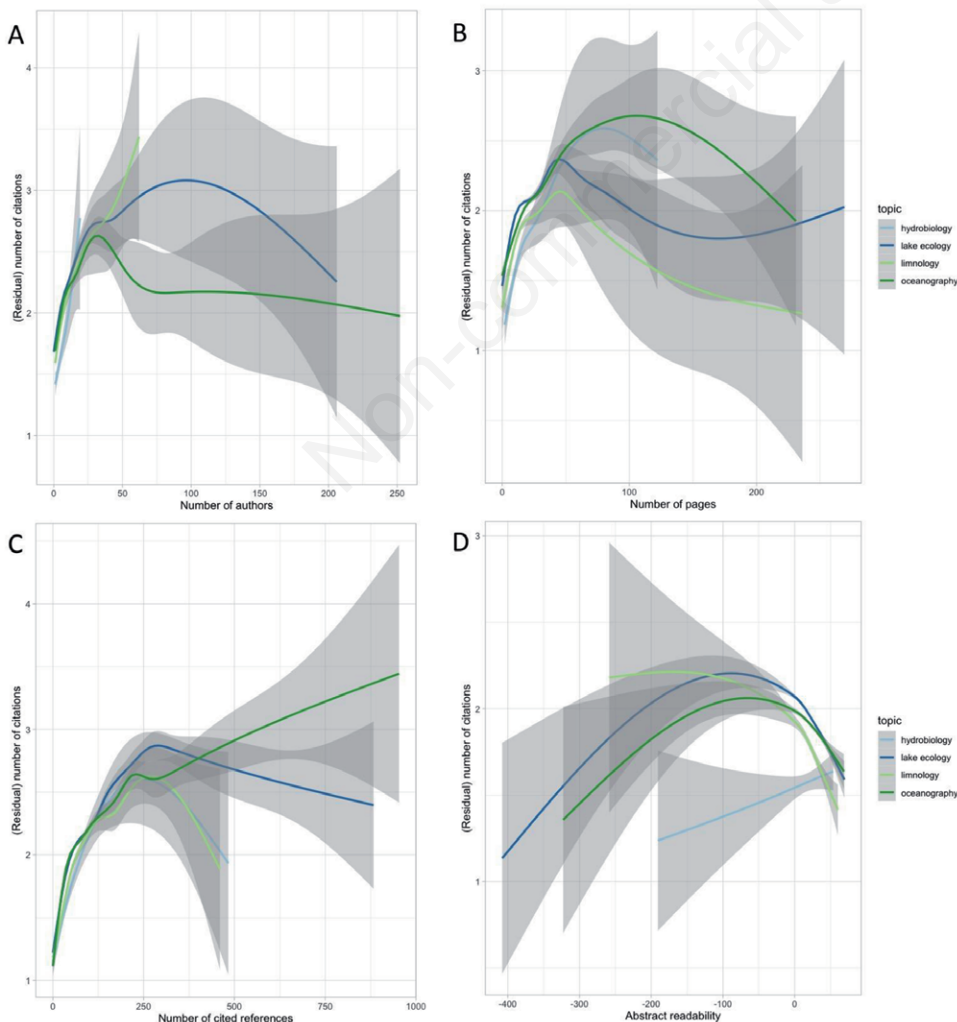 A
4
3
2
1
(Residual) number of citations
0
50
100
150
200
250
Number of authors
B
3
2
1
(Residual) number of citations
0
100
200
Number of pages
topic
hydrobiology
lake ecology
limnology
oceanography
C
4
3
2
1
(Residual) number of citations
0
250
500
750
1000
Number of cited references
D
3
2
1
(Residual) number of citations
-400
-300
-200
-100
0
Abstract readability
topic
hydrobiology
lake ecology
limnology
oceanography
Non-commercial